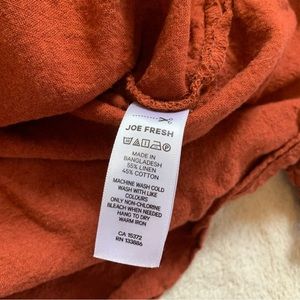 JOE FRESH
MADE IN
BANGLADESH
55% LINEN
45% COTTON
MACHINE WASH COLD
WASH WITH LIKE
COLOURS
ONLY NON-CHLORINE
BLEACH WHEN NEEDED
HANG TO DRY
WARM IRON
CA 15372
RN 133886